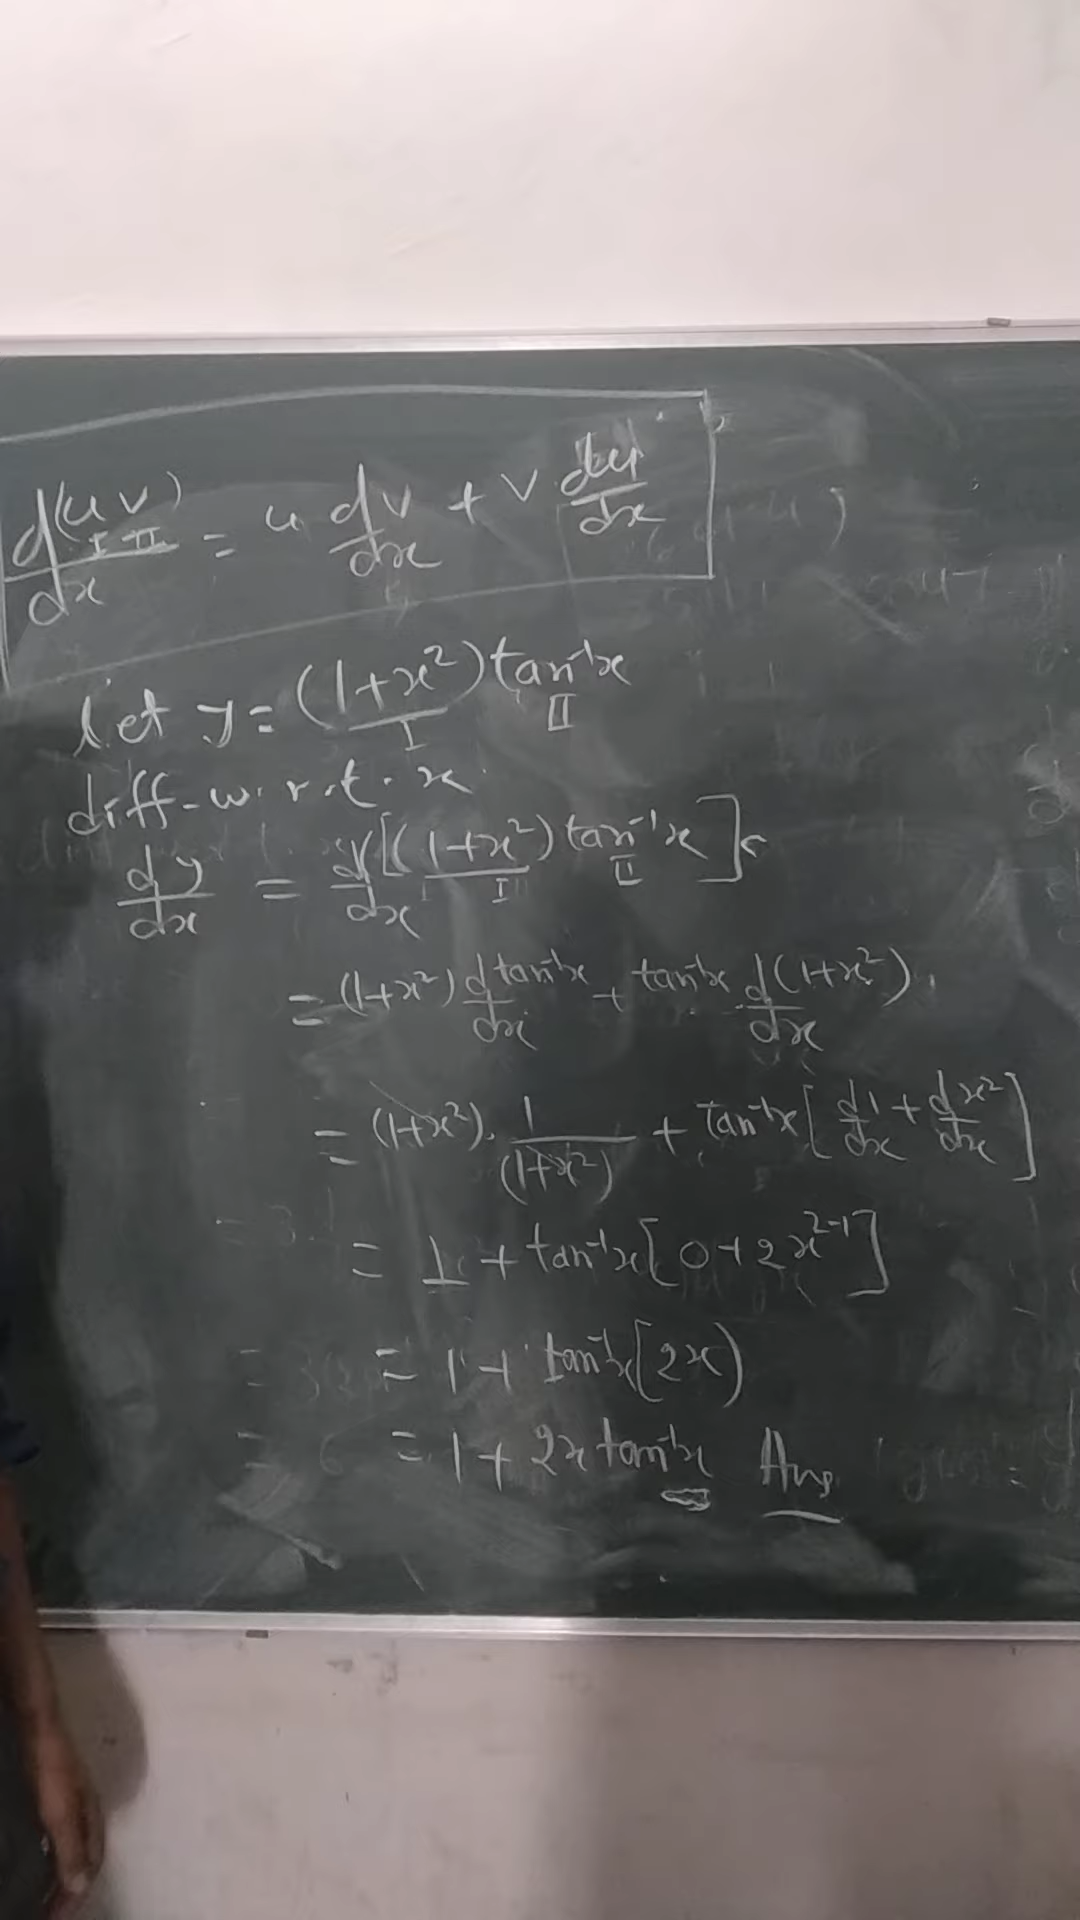 d(uv)/dx = u dv/dx + v du/dx
I II
Let y = (1+x²) tan⁻¹x
I II
diff-w.r.t. x
dy/dx = d/dx [(1+x²) tan⁻¹x]
I II
= (1+x²) d tan⁻¹x/dx + tan⁻¹x d(1+x²)/dx
= (1+x²). 1/(1+x²) + tan⁻¹x [d1/dx + dx²/dx]
= 1 + tan⁻¹x [0+2x²⁻¹]
= 1 + tan⁻¹x [2x)
= 1 + 2x tan⁻¹x Ans